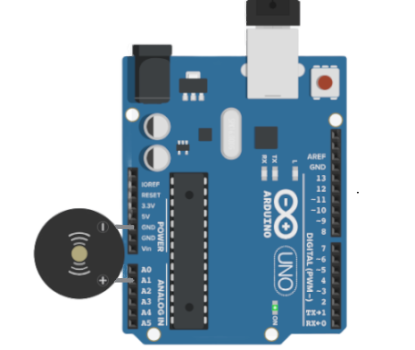 IOREF
RESET
3.3V
5V
GND
GND
Vin
POWER
A0
A1
A2
A3
A4
A5
ANALOG IN
RX
TX
L
ARDUINO
UNO
ON
AREF
GND
13
12
~11
~10
~9
8
7
~6
~5
4
~3
2
TX→1
RX←0
DIGITAL (PWM~)